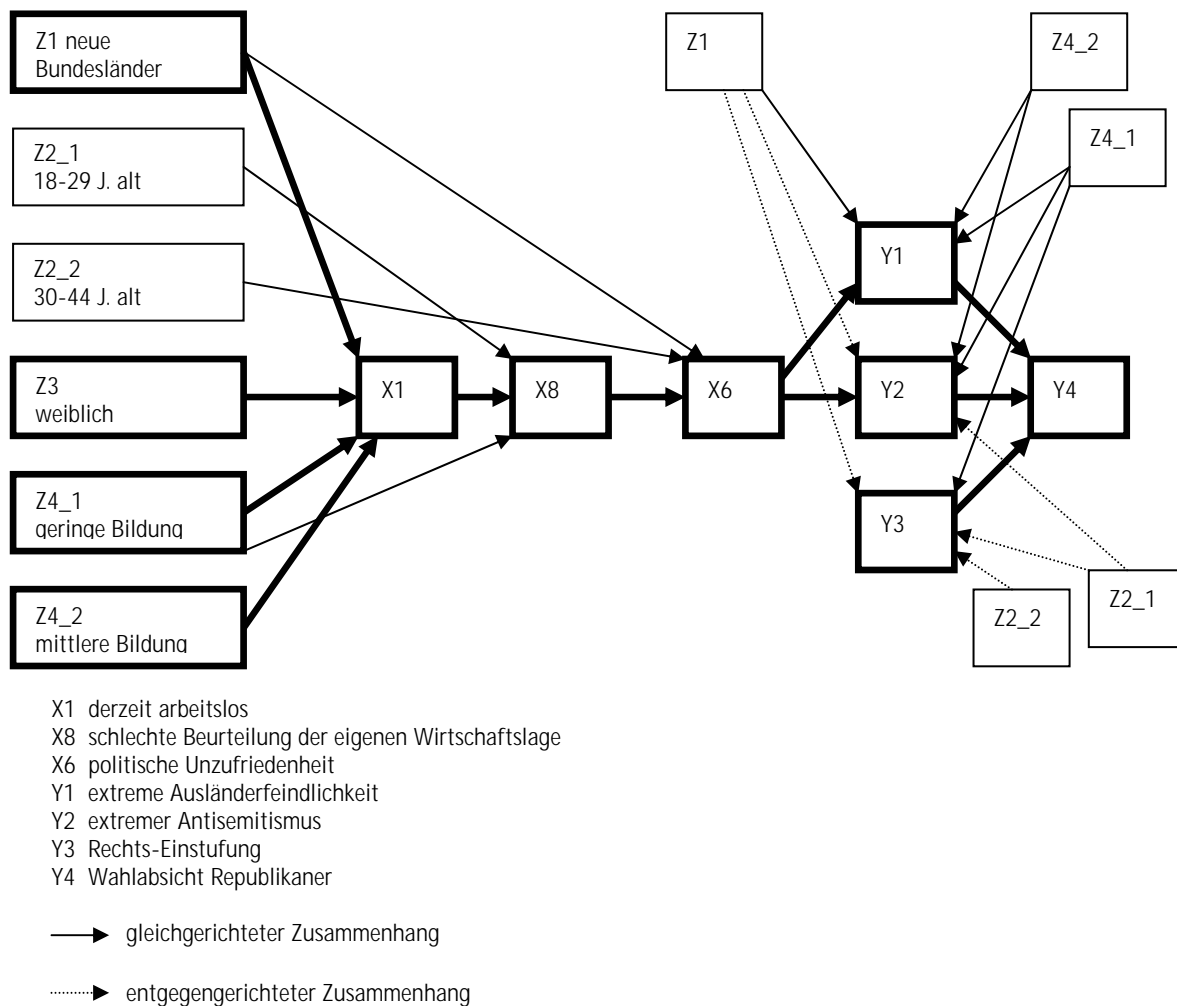 Z1 neue
Bundesländer
Z2_1
18-29 J. alt
Z2_2
30-44 J. alt
Z3
weiblich
Z4_1
geringe Bildung
Z4_2
mittlere Bildung
X1
X8
X6
Z1
Z4_2
Z4_1
Y1
Y2
Y4
Y3
Z2_2
Z2_1
X1 derzeit arbeitslos
X8 schlechte Beurteilung der eigenen Wirtschaftslage
X6 politische Unzufriedenheit
Y1 extreme Ausländerfeindlichkeit
Y2 extremer Antisemitismus
Y3 Rechts-Einstufung
Y4 Wahlabsicht Republikaner
gleichgerichteter Zusammenhang
entgegengerichteter Zusammenhang